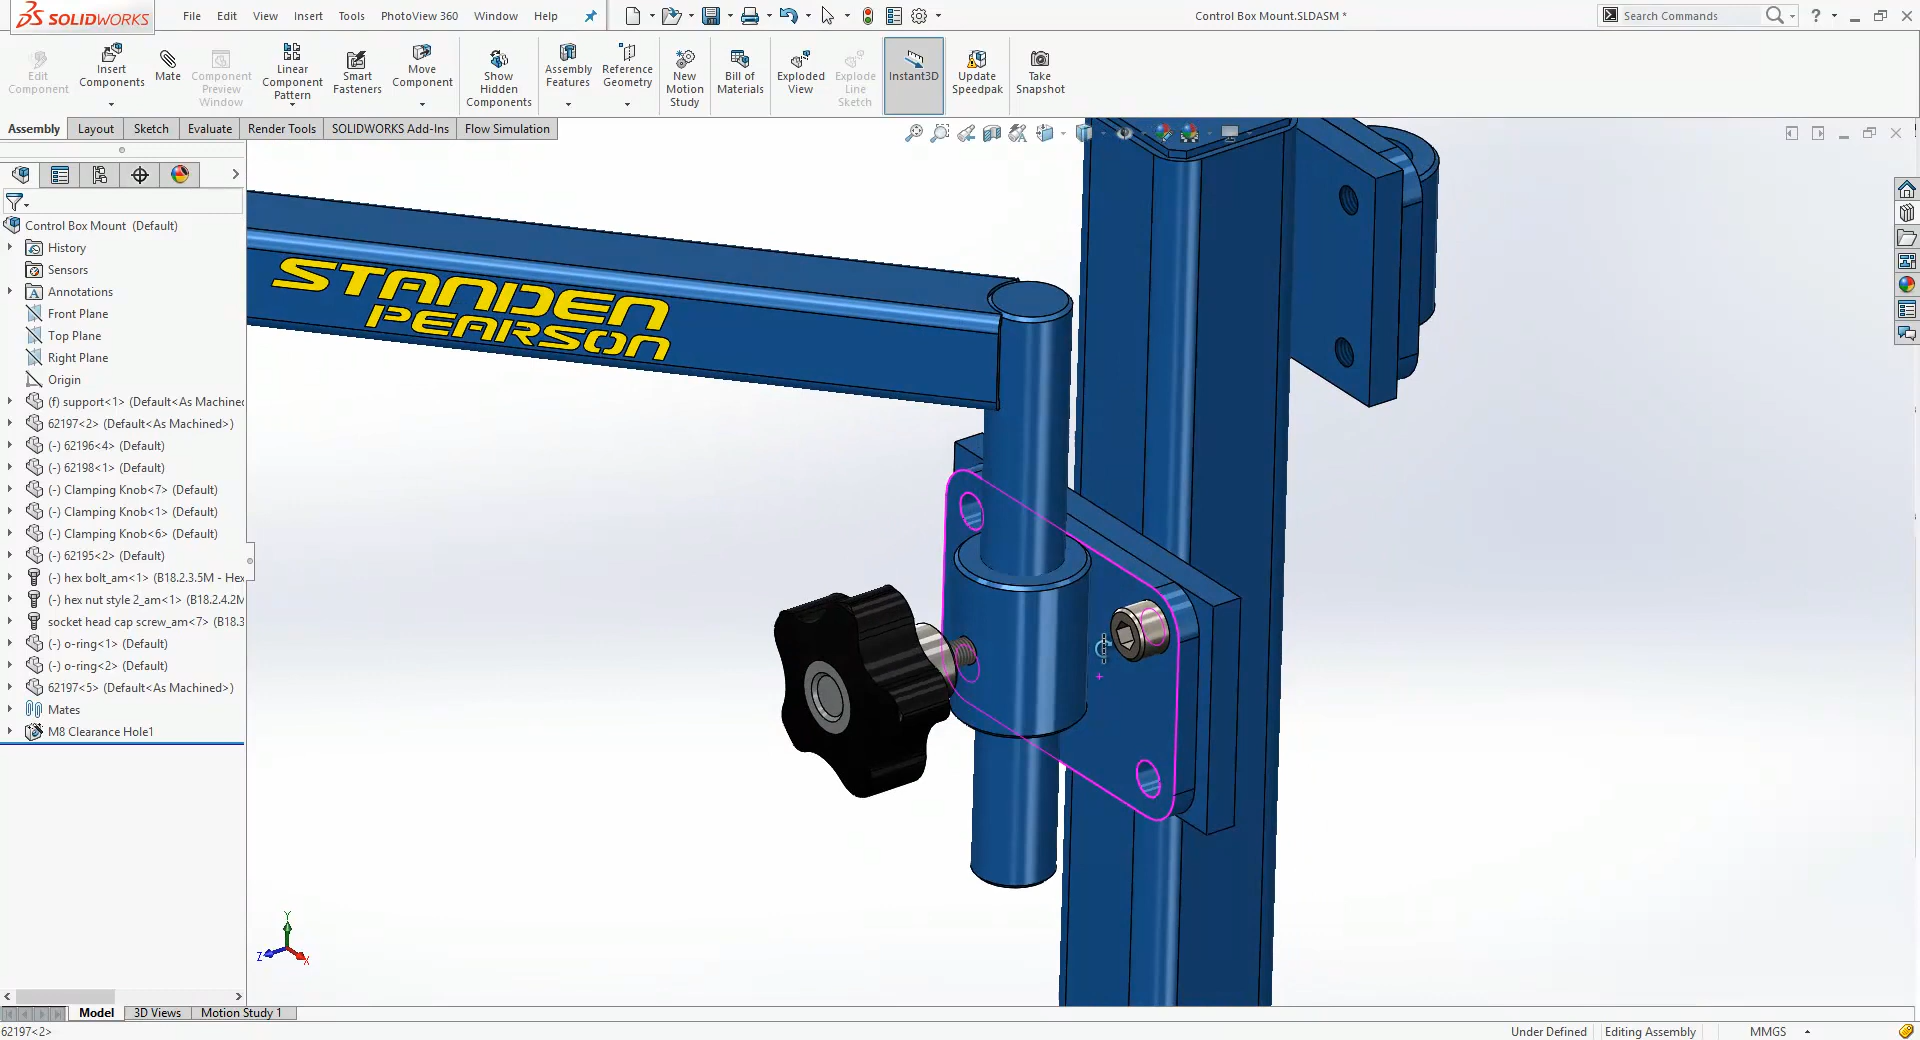 SOLIDWORKS File Edit View Insert Tools PhotoView 360 Window Help Control Box Mount.SLDASM * Search Commands ?
Edit Component
Insert Components
Mate
Component Preview Window
Linear Component Pattern
Smart Fasteners
Move Component
Show Hidden Components
Assembly Features
Reference Geometry
New Motion Study
Bill of Materials
Exploded View
Explode Line Sketch
Instant3D
Update Speedpak
Take Snapshot
Assembly Layout Sketch Evaluate Render Tools SOLIDWORKS Add-Ins Flow Simulation
Control Box Mount (Default)
History
Sensors
Annotations
Front Plane
Top Plane
Right Plane
Origin
(f) support<1> (Default<As Machined
62197<2> (Default<As Machined>)
(-) 62196<4> (Default)
(-) 62198<1> (Default)
(-) Clamping Knob<7> (Default)
(-) Clamping Knob<1> (Default)
(-) Clamping Knob<6> (Default)
(-) 62195<2> (Default)
(-) hex bolt_am<1> (B18.2.3.5M - Hex
(-) hex nut style 2_am<1> (B18.2.4.2M
socket head cap screw_am<7> (B18.3
(-) o-ring<1> (Default)
(-) o-ring<2> (Default)
62197<5> (Default<As Machined>)
Mates
M8 Clearance Hole1
STANDEN
PEARSON
Y
Z
X
Model 3D Views Motion Study 1
62197<2> Under Defined Editing Assembly MMGS